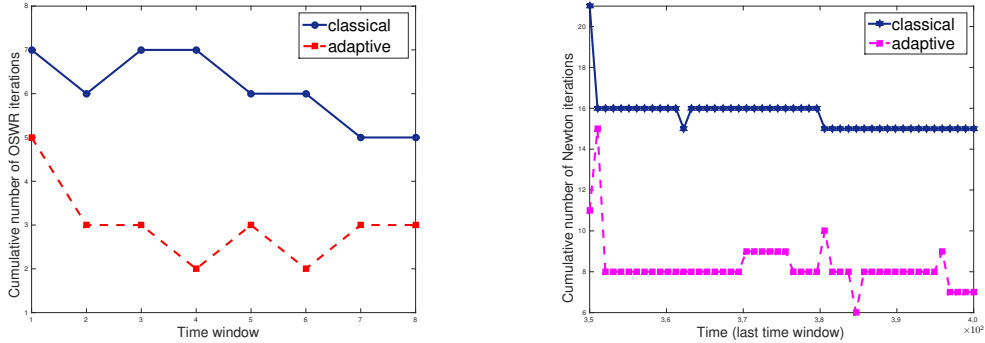 Cumulative number of OSWR iterations
8
7
6
5
4
3
2
1
classical
adaptive
1 2 3 4 5 6 7 8
Time window
Cumulative number of Newton iterations
20
18
16
14
12
10
8
6
classical
adaptive
3,5 3,6 3,7 3,8 3,9 4,0
×10²
Time (last time window)